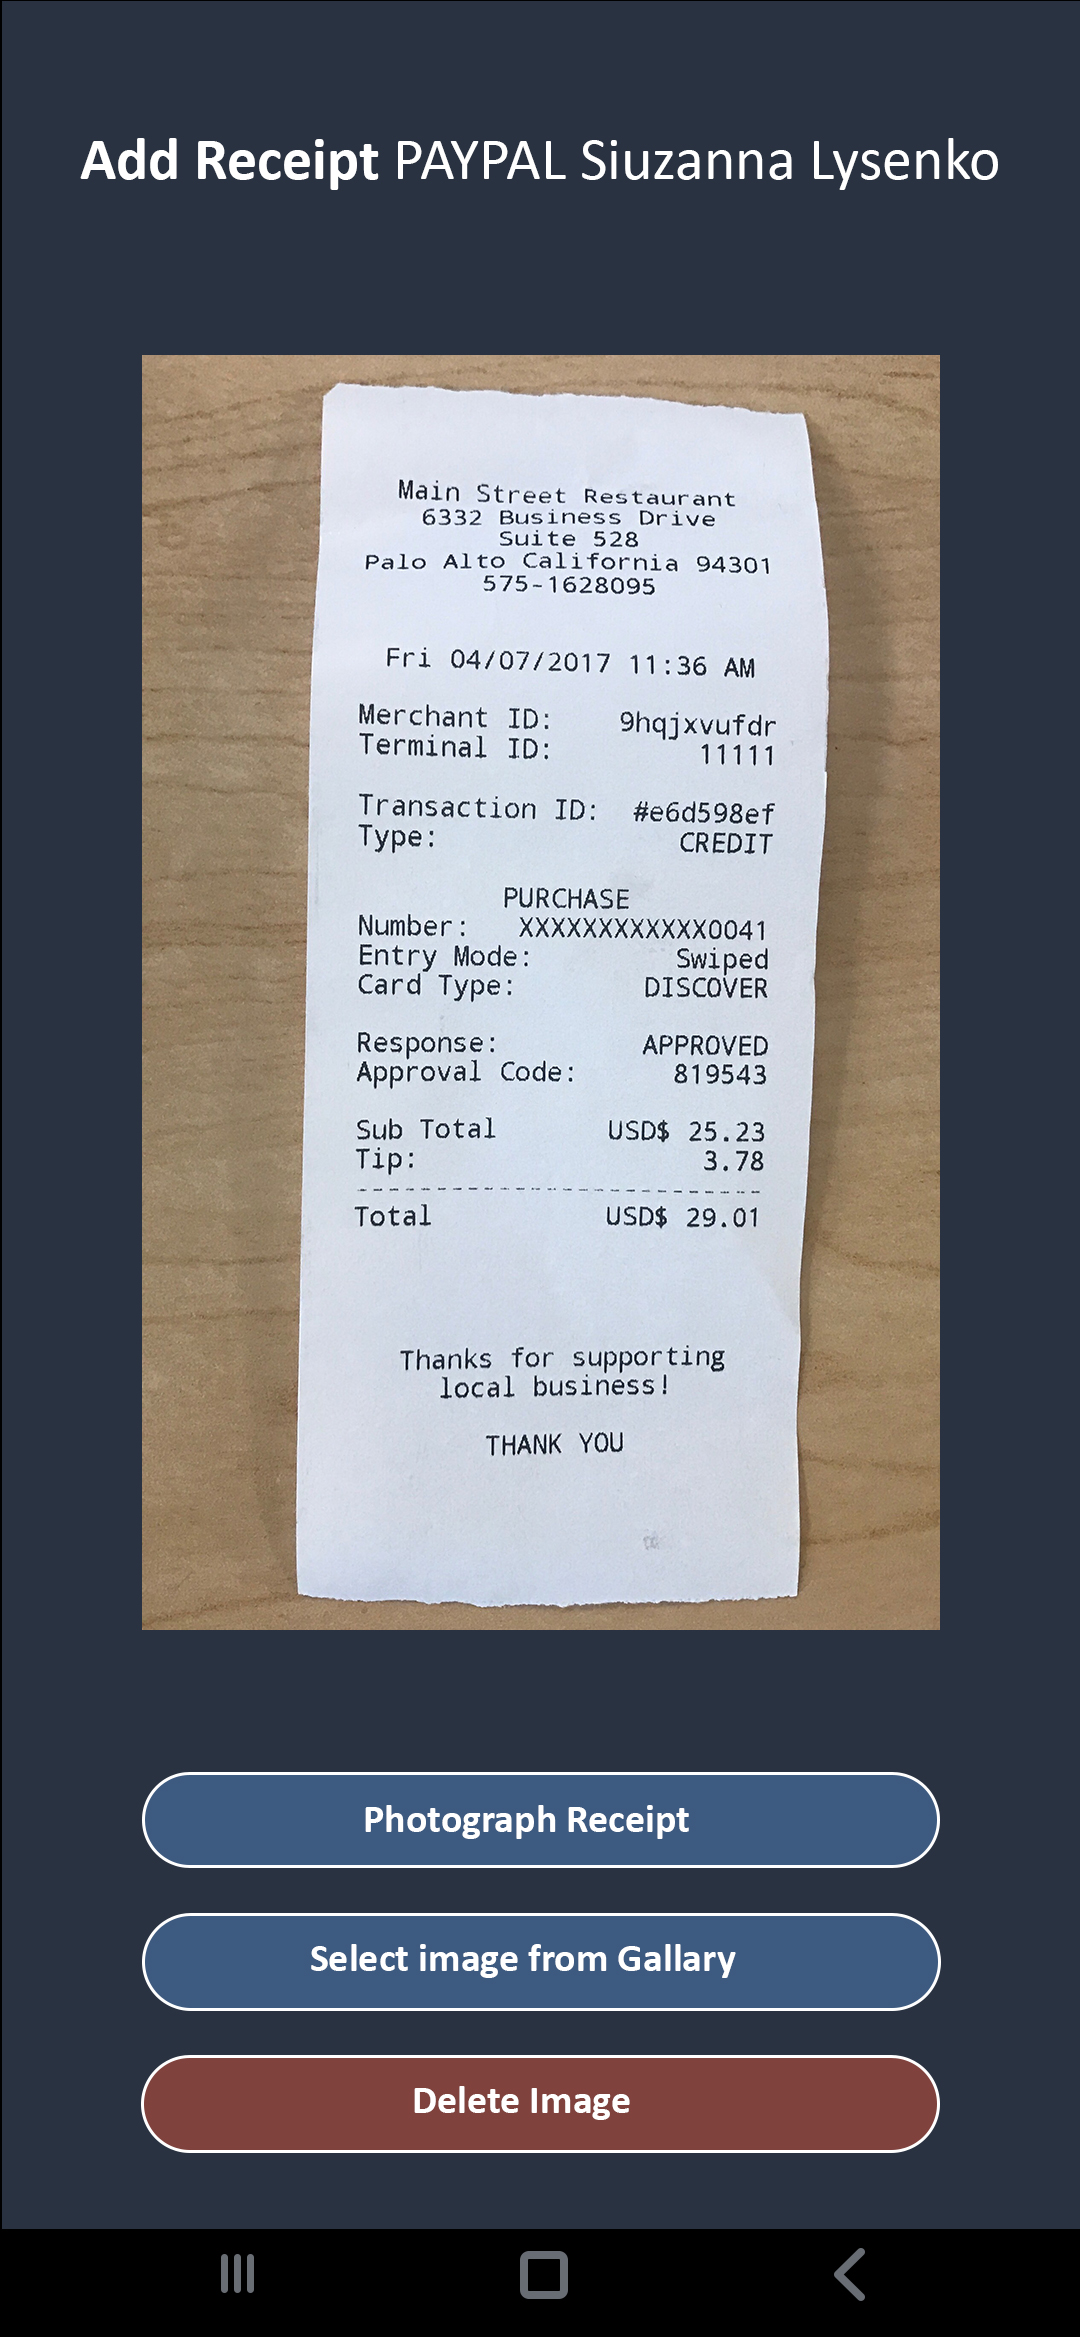 Add Receipt PAYPAL Siuzanna Lysenko
Main Street Restaurant
6332 Business Drive
Suite 528
Palo Alto California 94301
575-1628095
Fri 04/07/2017 11:36 AM
Merchant ID: 9hqjxvufdr
Terminal ID: 11111
Transaction ID: #e6d598ef
Type: CREDIT
PURCHASE
Number: XXXXXXXXXXXX0041
Entry Mode: Swiped
Card Type: DISCOVER
Response: APPROVED
Approval Code: 819543
Sub Total USD$ 25.23
Tip: 3.78
Total USD$ 29.01
Thanks for supporting
local business!
THANK YOU
Photograph Receipt
Select image from Gallary
Delete Image